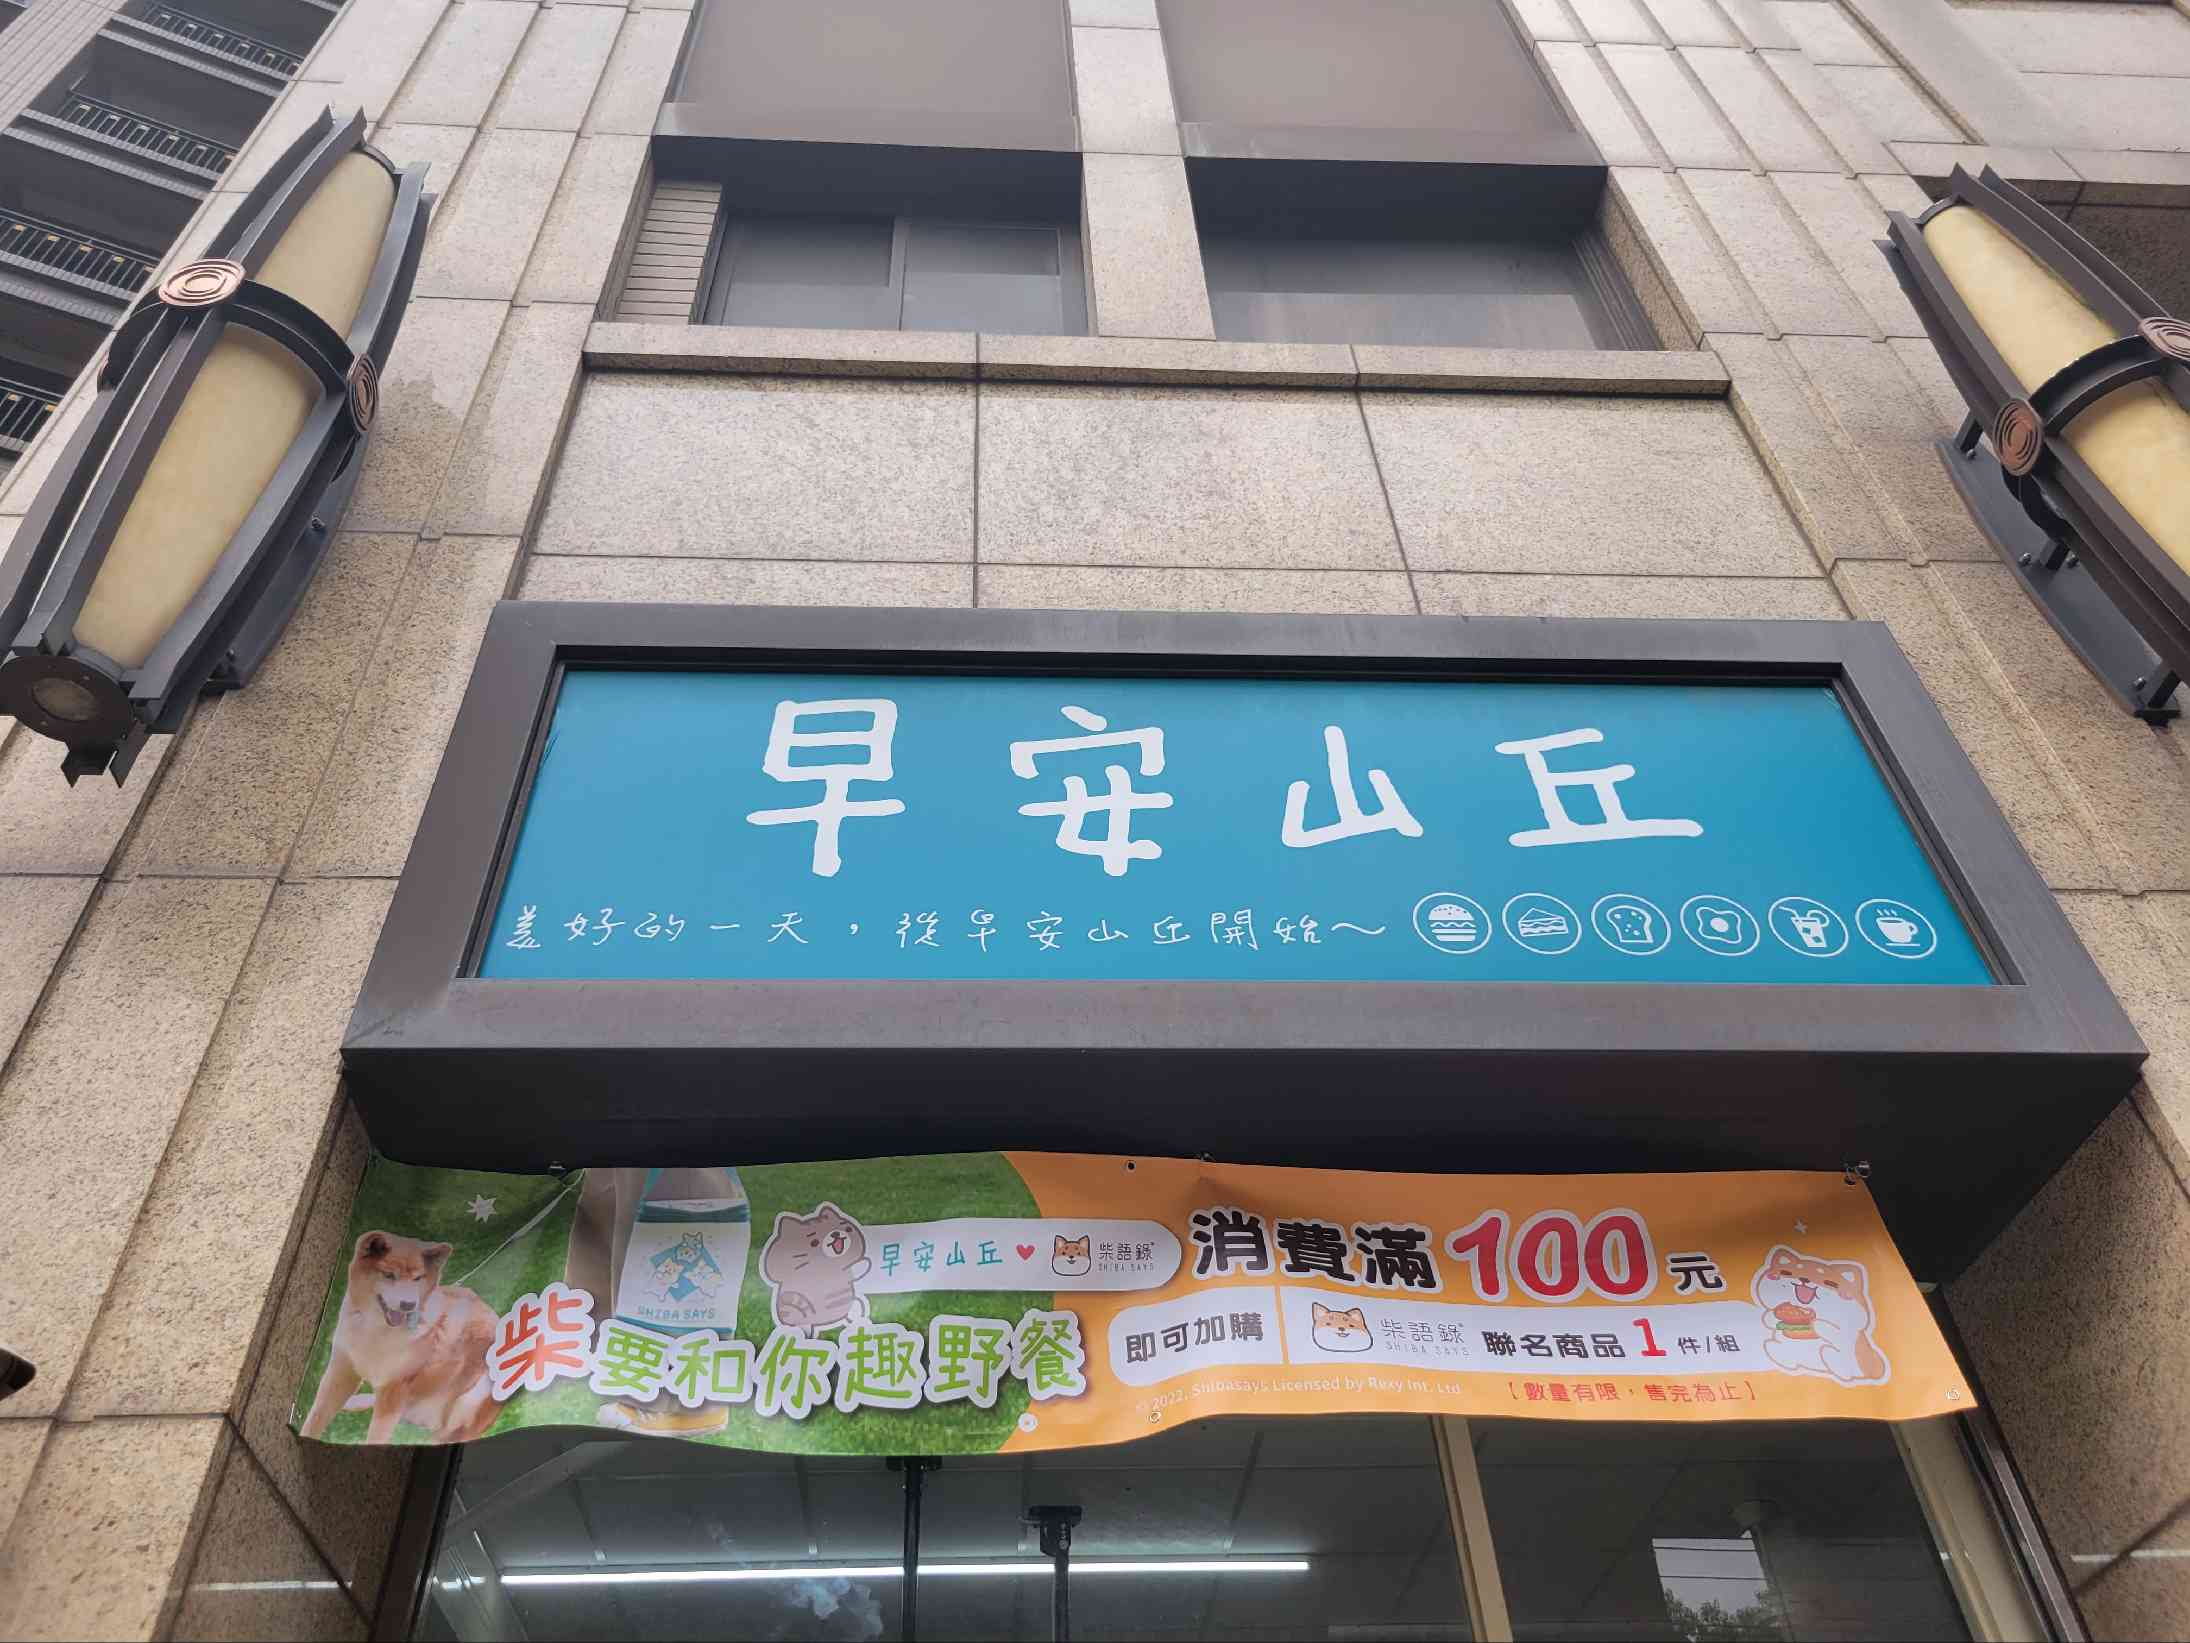 早安山丘
美好的一天，從早安山丘開始～
早安山丘 柴語錄
SHIBA SAYS
SHIBA SAYS
柴要和你趣野餐
消費滿100元
即可加購 柴語錄 聯名商品1件/組
SHIBA SAYS
© 2022. Shibasays Licensed by Rexy Int. Ltd
【數量有限，售完為止】